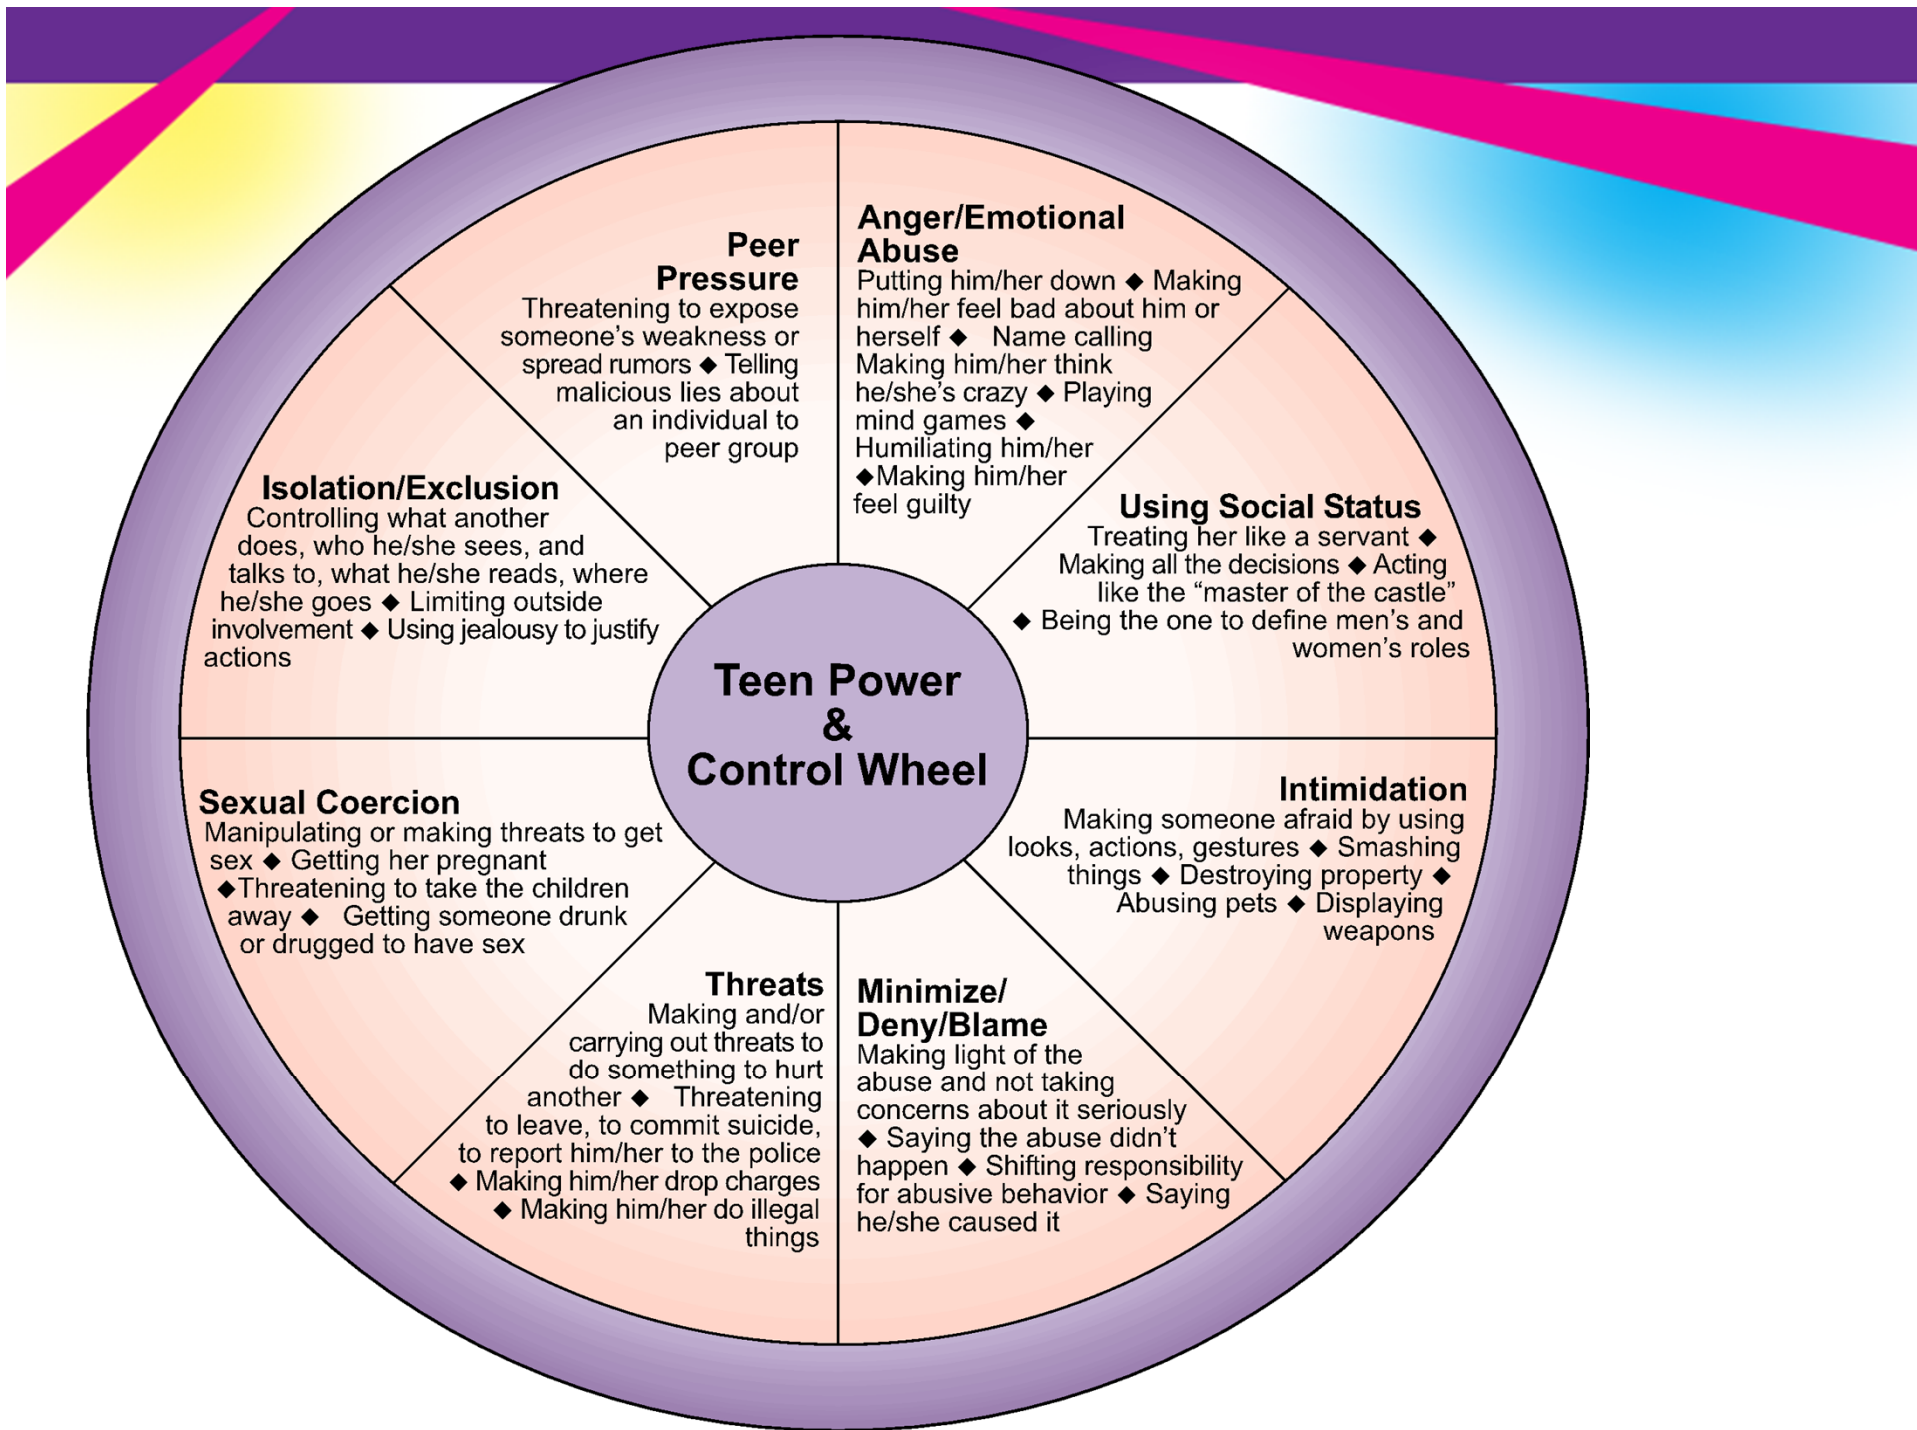 Peer
Pressure
Threatening to expose
someone's weakness or
spread rumors ◆ Telling
malicious lies about
an individual to
peer group
Anger/Emotional
Abuse
Putting him/her down ◆ Making
him/her feel bad about him or
herself ◆ Name calling
Making him/her think
he/she's crazy ◆ Playing
mind games ◆
Humiliating him/her
◆Making him/her
feel guilty
Using Social Status
Treating her like a servant ◆
Making all the decisions ◆ Acting
like the “master of the castle”
◆ Being the one to define men's and
women's roles
Intimidation
Making someone afraid by using
looks, actions, gestures ◆ Smashing
things ◆ Destroying property ◆
Abusing pets ◆ Displaying
weapons
Minimize/
Deny/Blame
Making light of the
abuse and not taking
concerns about it seriously
◆ Saying the abuse didn't
happen ◆ Shifting responsibility
for abusive behavior ◆ Saying
he/she caused it
Threats
Making and/or
carrying out threats to
do something to hurt
another ◆ Threatening
to leave, to commit suicide,
to report him/her to the police
◆ Making him/her drop charges
◆ Making him/her do illegal
things
Sexual Coercion
Manipulating or making threats to get
sex ◆ Getting her pregnant
◆Threatening to take the children
away ◆ Getting someone drunk
or drugged to have sex
Isolation/Exclusion
Controlling what another
does, who he/she sees, and
talks to, what he/she reads, where
he/she goes ◆ Limiting outside
involvement ◆ Using jealousy to justify
actions
Teen Power
&
Control Wheel